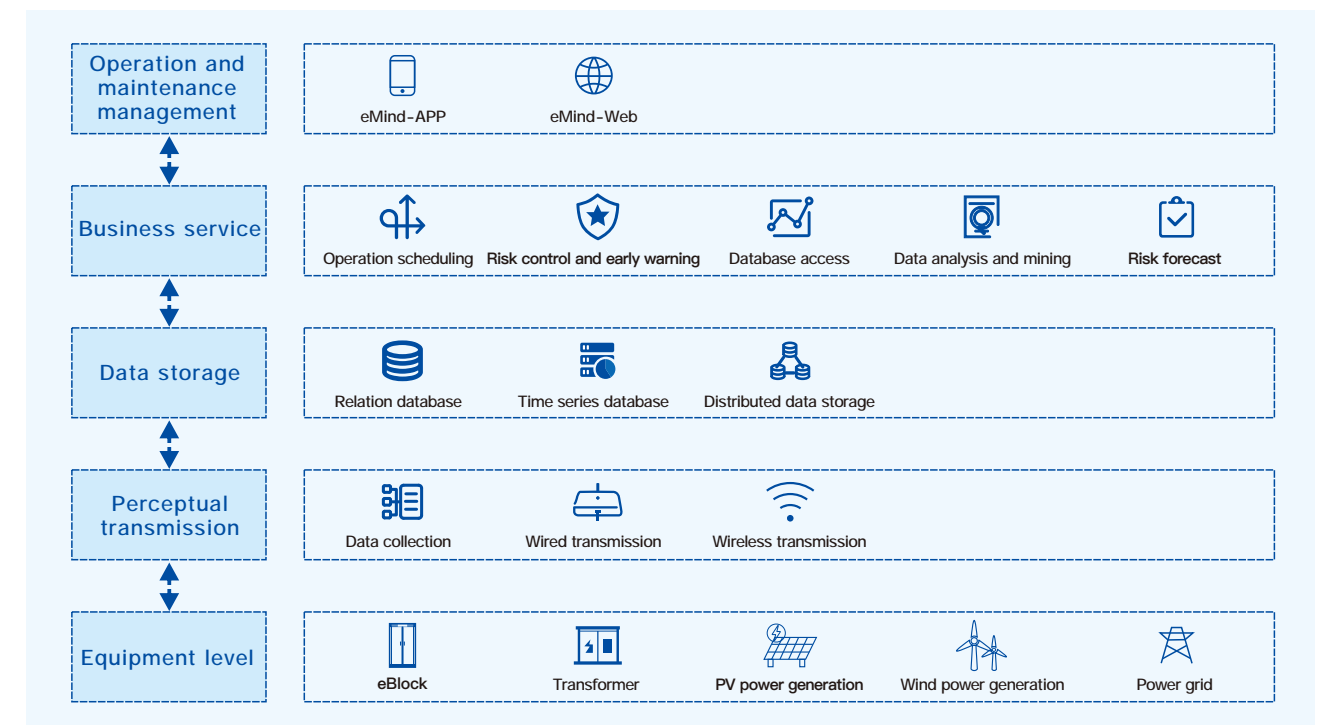 Operation and
maintenance
management
eMind-APP
eMind-Web
Business service
Operation scheduling
Risk control and early warning
Database access
Data analysis and mining
Risk forecast
Data storage
Relation database
Time series database
Distributed data storage
Perceptual
transmission
Data collection
Wired transmission
Wireless transmission
Equipment level
eBlock
Transformer
PV power generation
Wind power generation
Power grid